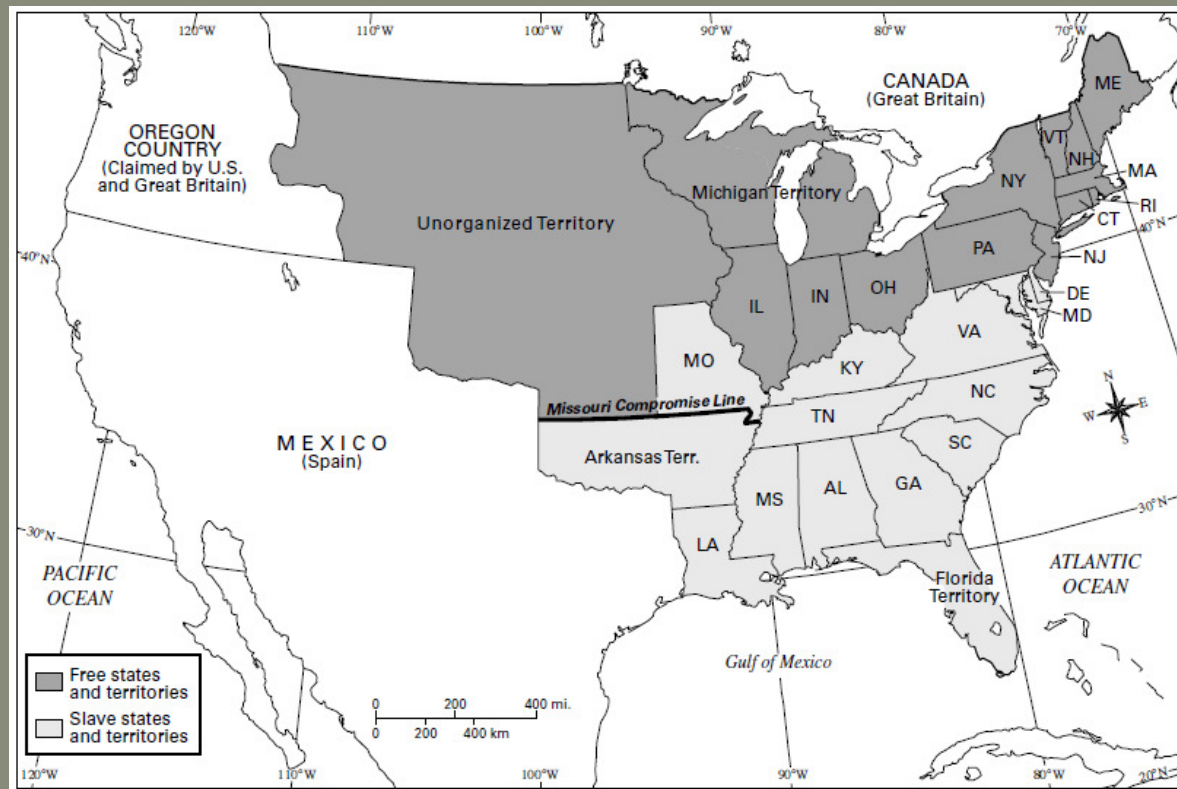 120°W
110°W
100°W
90°W
80°W
70°W
CANADA
(Great Britain)
ME
OREGON
COUNTRY
(Claimed by U.S.
and Great Britain)
VT
NH
MA
NY
Michigan Territory
RI
CT
Unorganized Territory
40°N
40°N
PA
NJ
IL
IN
OH
DE
MD
MO
KY
VA
Missouri Compromise Line
NC
TN
N
W
E
S
MEXICO
(Spain)
Arkansas Terr.
SC
MS
AL
GA
30°N
30°N
LA
PACIFIC
OCEAN
ATLANTIC
OCEAN
Florida
Territory
Gulf of Mexico
Free states
and territories
Slave states
and territories
0 200 400 mi.
0 200 400 km
120°W
110°W
100°W
90°W
80°W
20°N